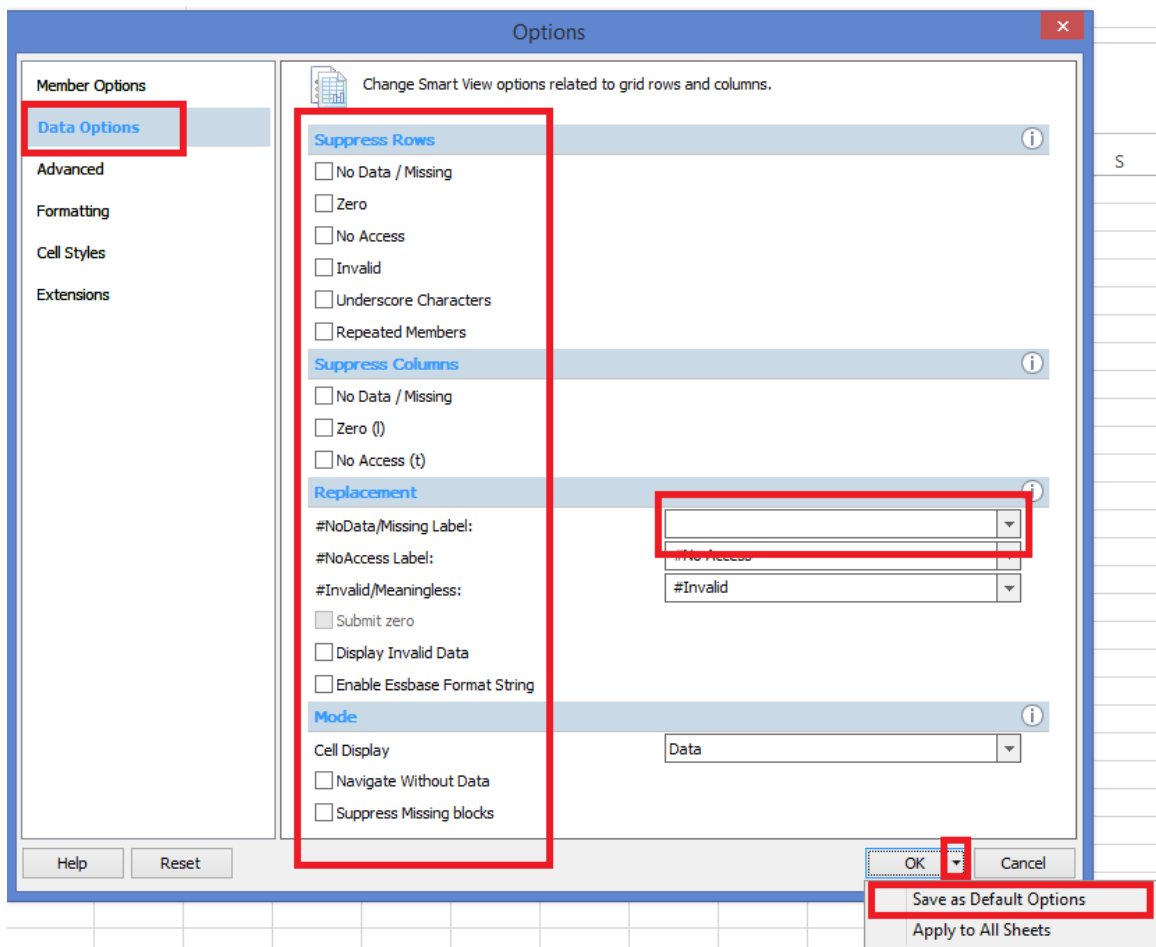 Options
Member Options
Data Options
Advanced
Formatting
Cell Styles
Extensions
Change Smart View options related to grid rows and columns.
Suppress Rows
No Data / Missing
Zero
No Access
Invalid
Underscore Characters
Repeated Members
Suppress Columns
No Data / Missing
Zero (l)
No Access (t)
Replacement
#NoData/Missing Label:
#NoAccess Label: #No Access
#Invalid/Meaningless: #Invalid
Submit zero
Display Invalid Data
Enable Essbase Format String
Mode
Cell Display Data
Navigate Without Data
Suppress Missing blocks
Help Reset OK Cancel
Save as Default Options
Apply to All Sheets
S